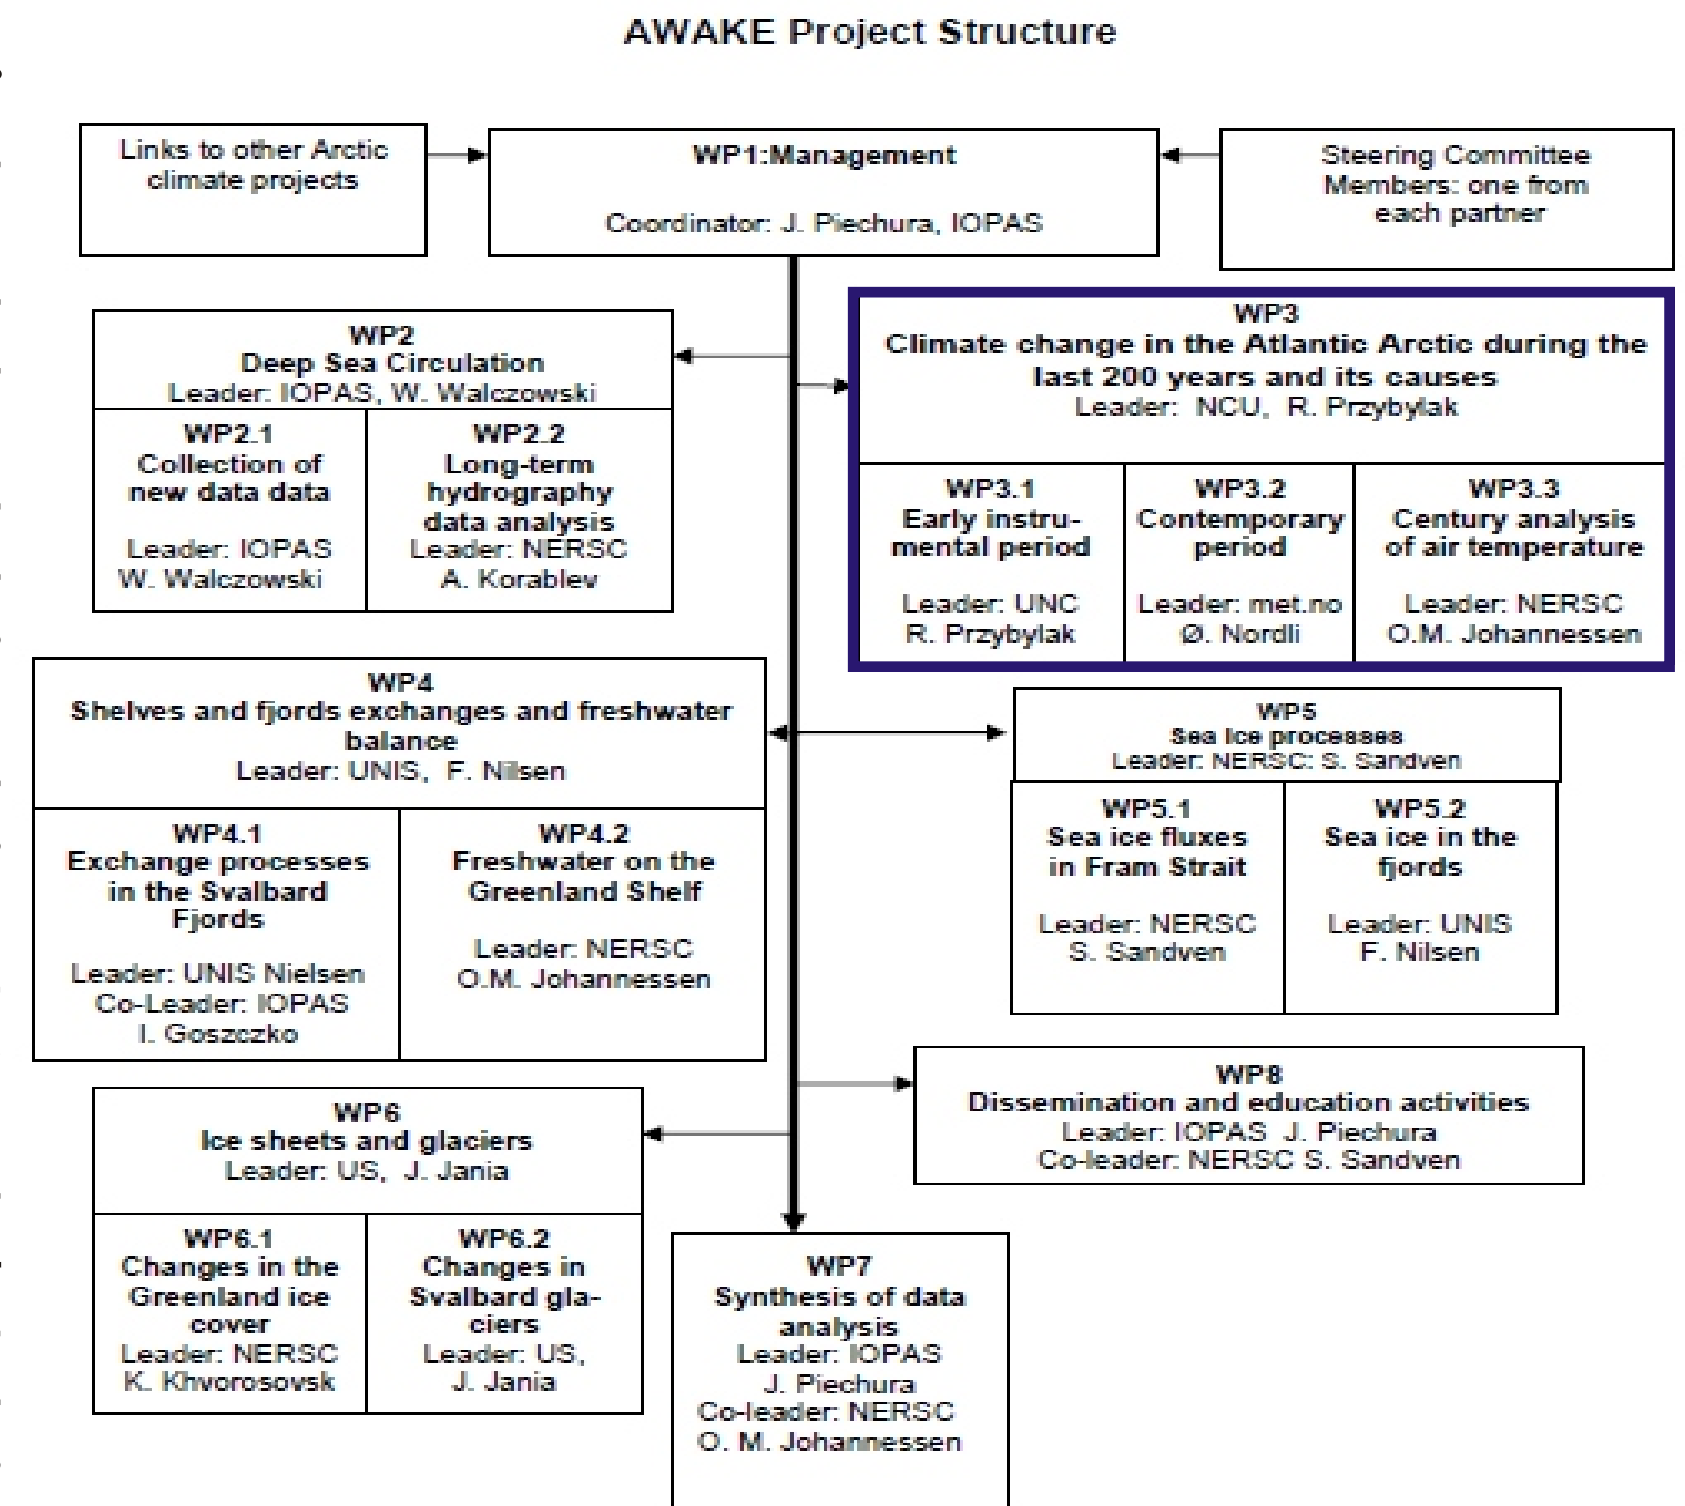 AWAKE Project Structure
Links to other Arctic
climate projects
WP1:Management
Coordinator: J. Piechura, IOPAS
Steering Committee
Members: one from
each partner
WP2
Deep Sea Circulation
Leader: IOPAS, W. Walczowski
WP2.1
Collection of
new data data
Leader: IOPAS
W. Walczowski
WP2.2
Long-term
hydrography
data analysis
Leader: NERSC
A. Korablev
WP3
Climate change in the Atlantic Arctic during the
last 200 years and its causes
Leader: NCU, R. Przybylak
WP3.1
Early instru-
mental period
Leader: UNC
R. Przybylak
WP3.2
Contemporary
period
Leader: met.no
Ø. Nordli
WP3.3
Century analysis
of air temperature
Leader: NERSC
O.M. Johannessen
WP4
Shelves and fjords exchanges and freshwater
balance
Leader: UNIS, F. Nilsen
WP4.1
Exchange processes
in the Svalbard
Fjords
Leader: UNIS Nielsen
Co-Leader: IOPAS
I. Goszczko
WP4.2
Freshwater on the
Greenland Shelf
Leader: NERSC
O.M. Johannessen
WP5
Sea Ice processes
Leader: NERSC: S. Sandven
WP5.1
Sea ice fluxes
in Fram Strait
Leader: NERSC
S. Sandven
WP5.2
Sea ice in the
fjords
Leader: UNIS
F. Nilsen
WP8
Dissemination and education activities
Leader: IOPAS J. Piechura
Co-leader: NERSC S. Sandven
WP6
Ice sheets and glaciers
Leader: US, J. Jania
WP6.1
Changes in the
Greenland ice
cover
Leader: NERSC
K. Khvorosovsk
WP6.2
Changes in
Svalbard gla-
ciers
Leader: US,
J. Jania
WP7
Synthesis of data
analysis
Leader: IOPAS
J. Piechura
Co-leader: NERSC
O. M. Johannessen